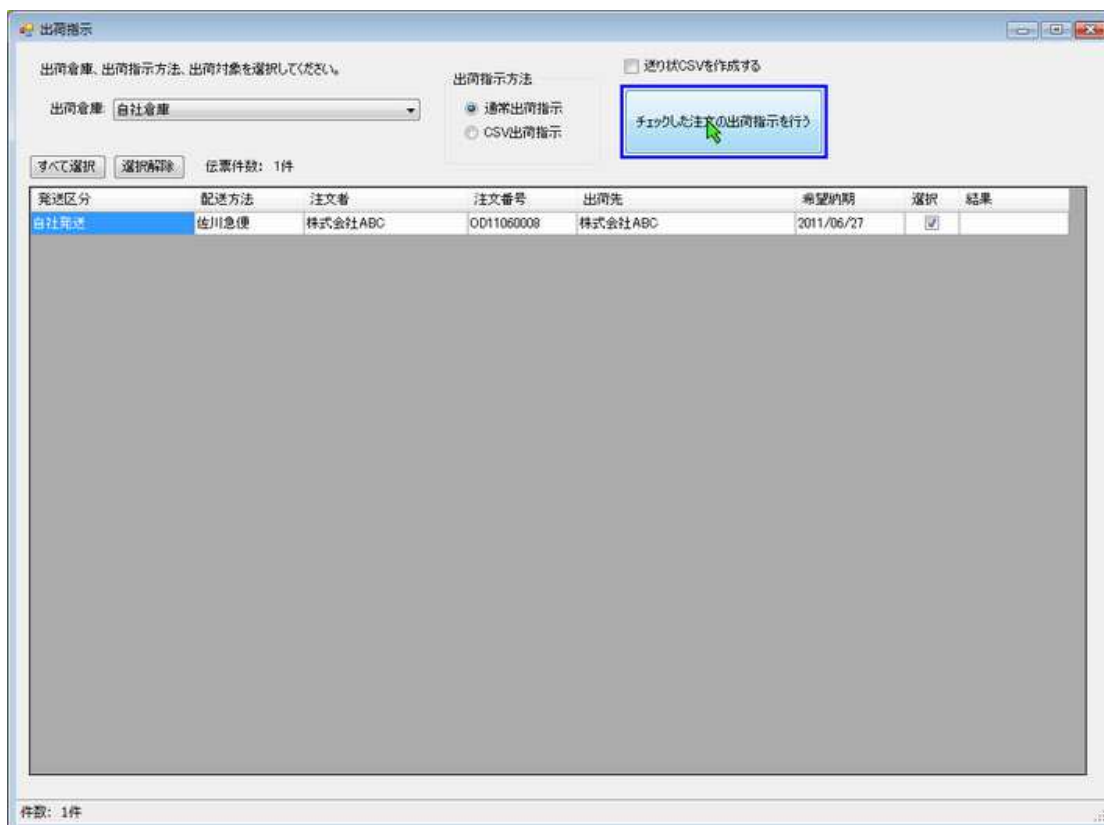 出荷指示
出荷倉庫、出荷指示方法、出荷対象を選択してください。
出荷倉庫 自社倉庫
出荷指示方法
通常出荷指示
CSV出荷指示
送り状CSVを作成する
チェックした注文の出荷指示を行う
すべて選択 選択解除 伝票件数: 1件
発送区分 配送方法 注文者 注文番号 出荷先 希望納期 選択 結果
自社発送 佐川急便 株式会社ABC OD11060008 株式会社ABC 2011/06/27
件数: 1件